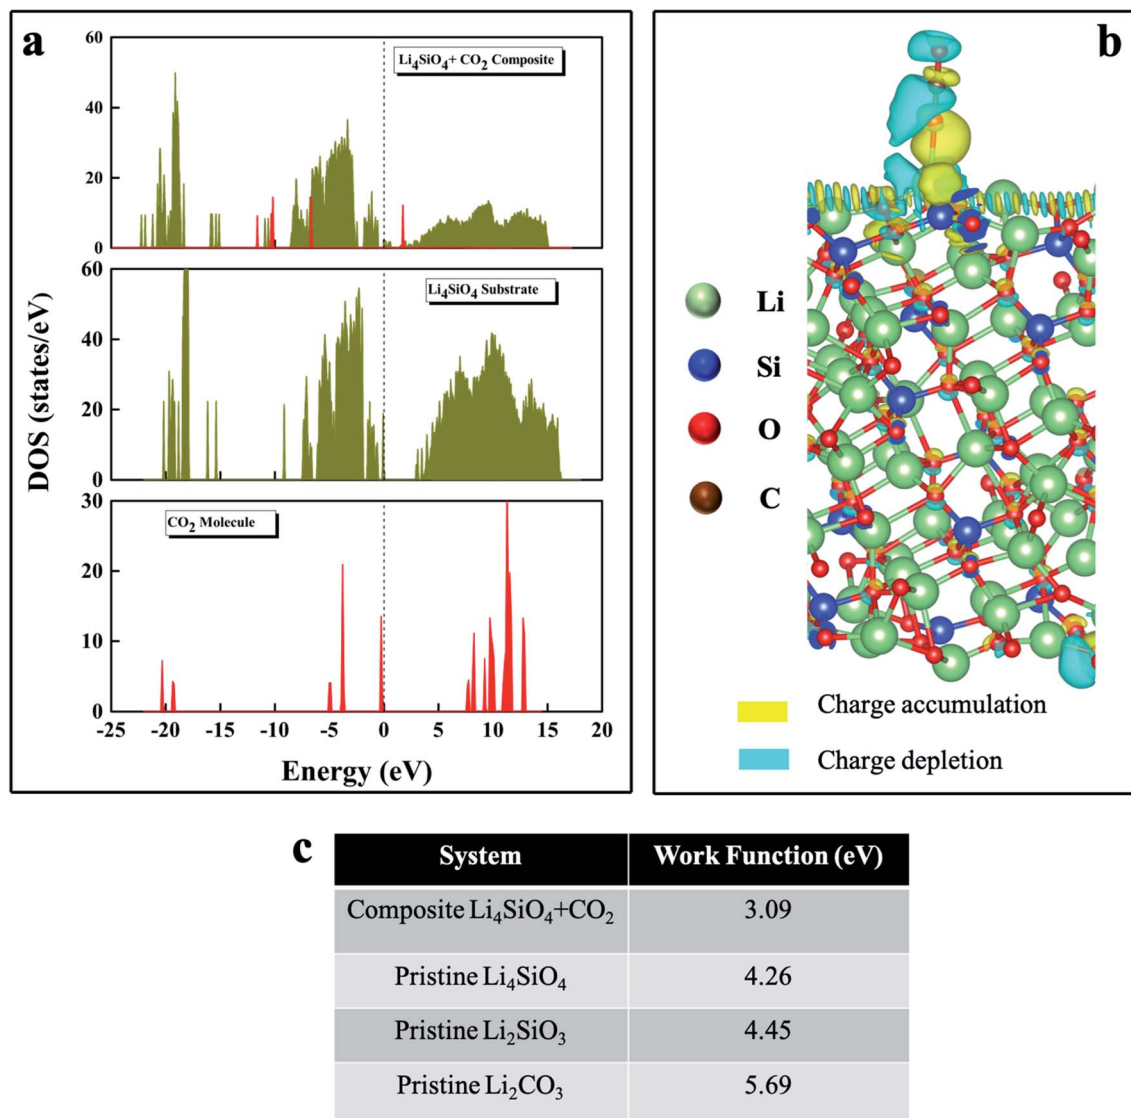 a
60
40
20
0
Li₄SiO₄+ CO₂ Composite
60
40
20
0
Li₄SiO₄ Substrate
30
20
10
0
CO₂ Molecule
-25 -20 -15 -10 -5 0 5 10 15 20
Energy (eV)
DOS (states/eV)
b
Li
Si
O
C
Charge accumulation
Charge depletion
c
System Work Function (eV)
Composite Li₄SiO₄+CO₂ 3.09
Pristine Li₄SiO₄ 4.26
Pristine Li₂SiO₃ 4.45
Pristine Li₂CO₃ 5.69